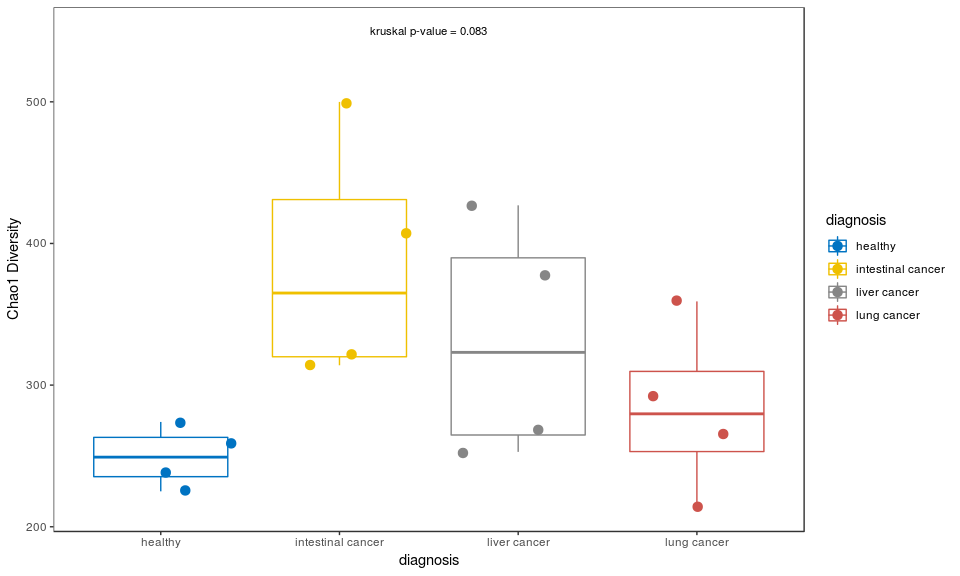 kruskal p-value = 0.083
Chao1 Diversity
500
400
300
200
healthy
intestinal cancer
liver cancer
lung cancer
diagnosis
diagnosis
healthy
intestinal cancer
liver cancer
lung cancer